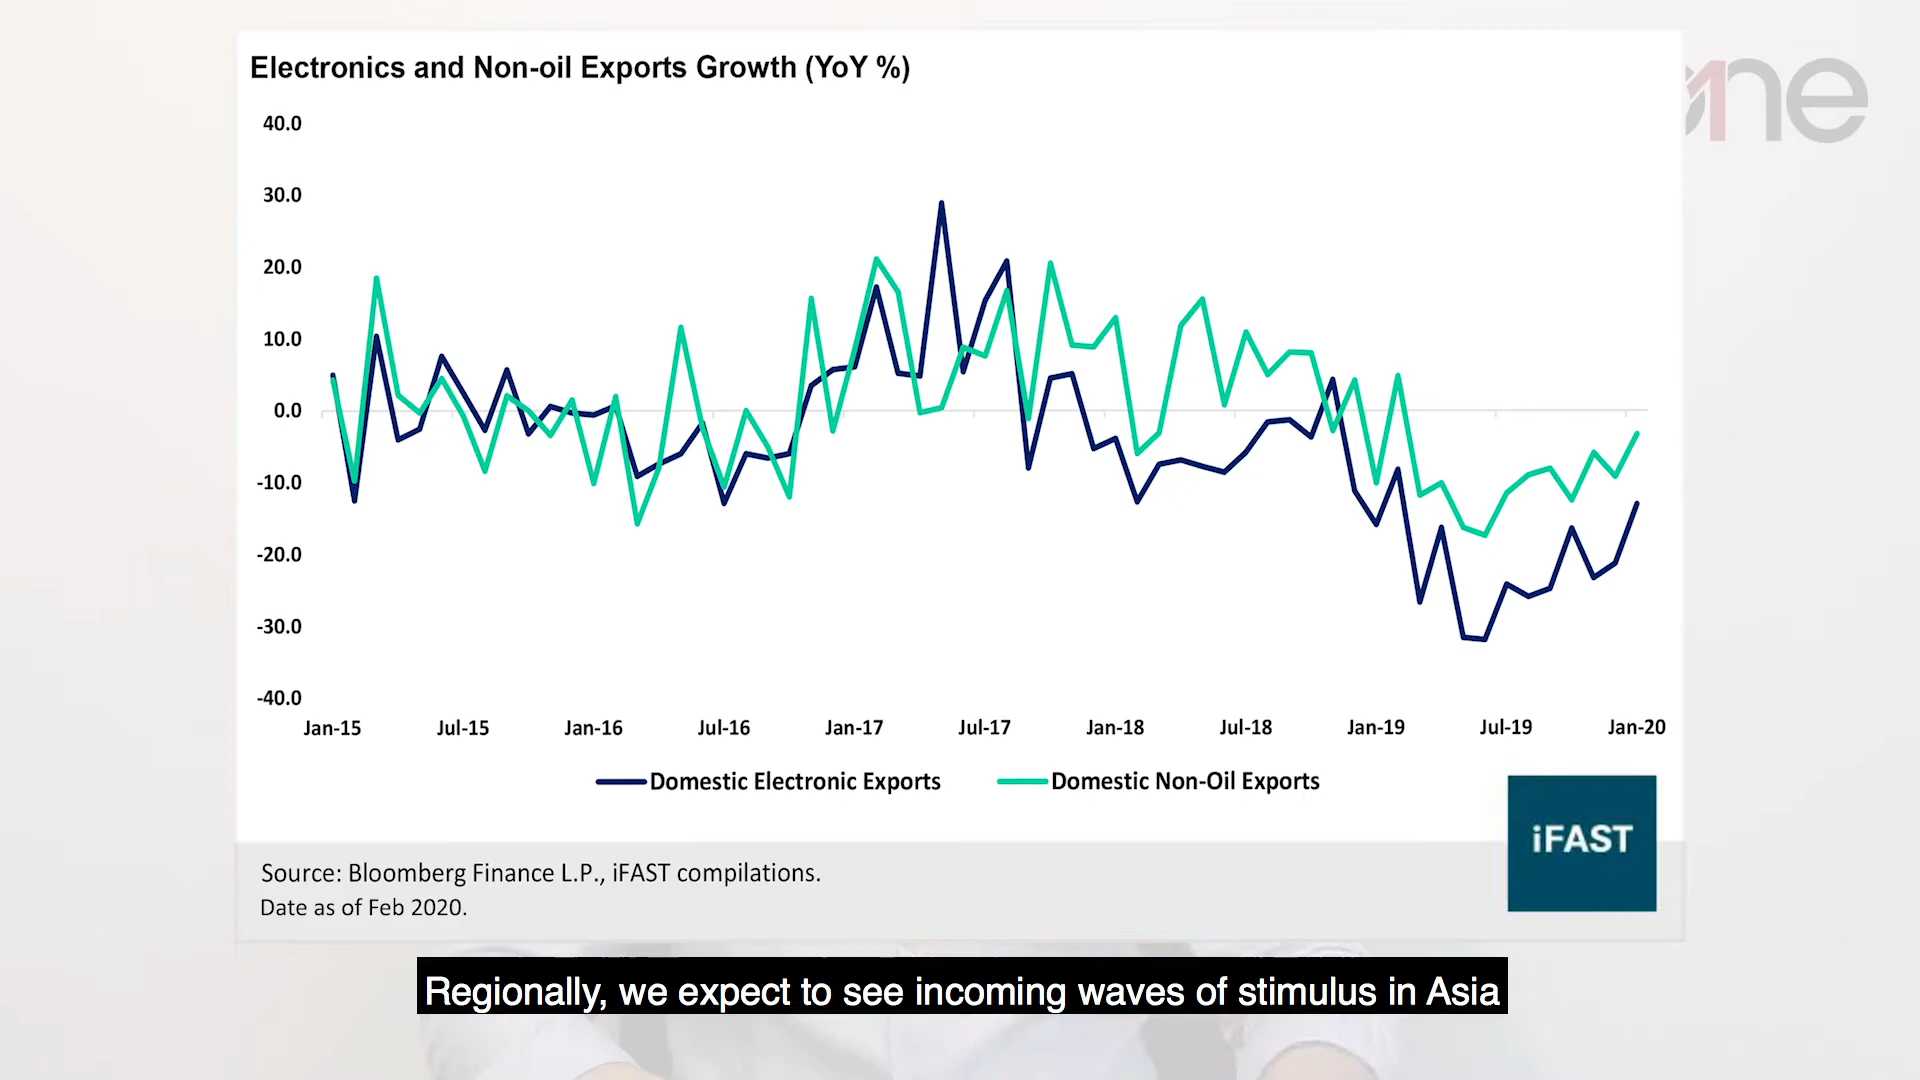 Electronics and Non-oil Exports Growth (YoY %)
40.0
30.0
20.0
10.0
0.0
-10.0
-20.0
-30.0
-40.0
Jan-15 Jul-15 Jan-16 Jul-16 Jan-17 Jul-17 Jan-18 Jul-18 Jan-19 Jul-19 Jan-20
Domestic Electronic Exports Domestic Non-Oil Exports
iFAST
Source: Bloomberg Finance L.P., iFAST compilations.
Date as of Feb 2020.
Regionally, we expect to see incoming waves of stimulus in Asia